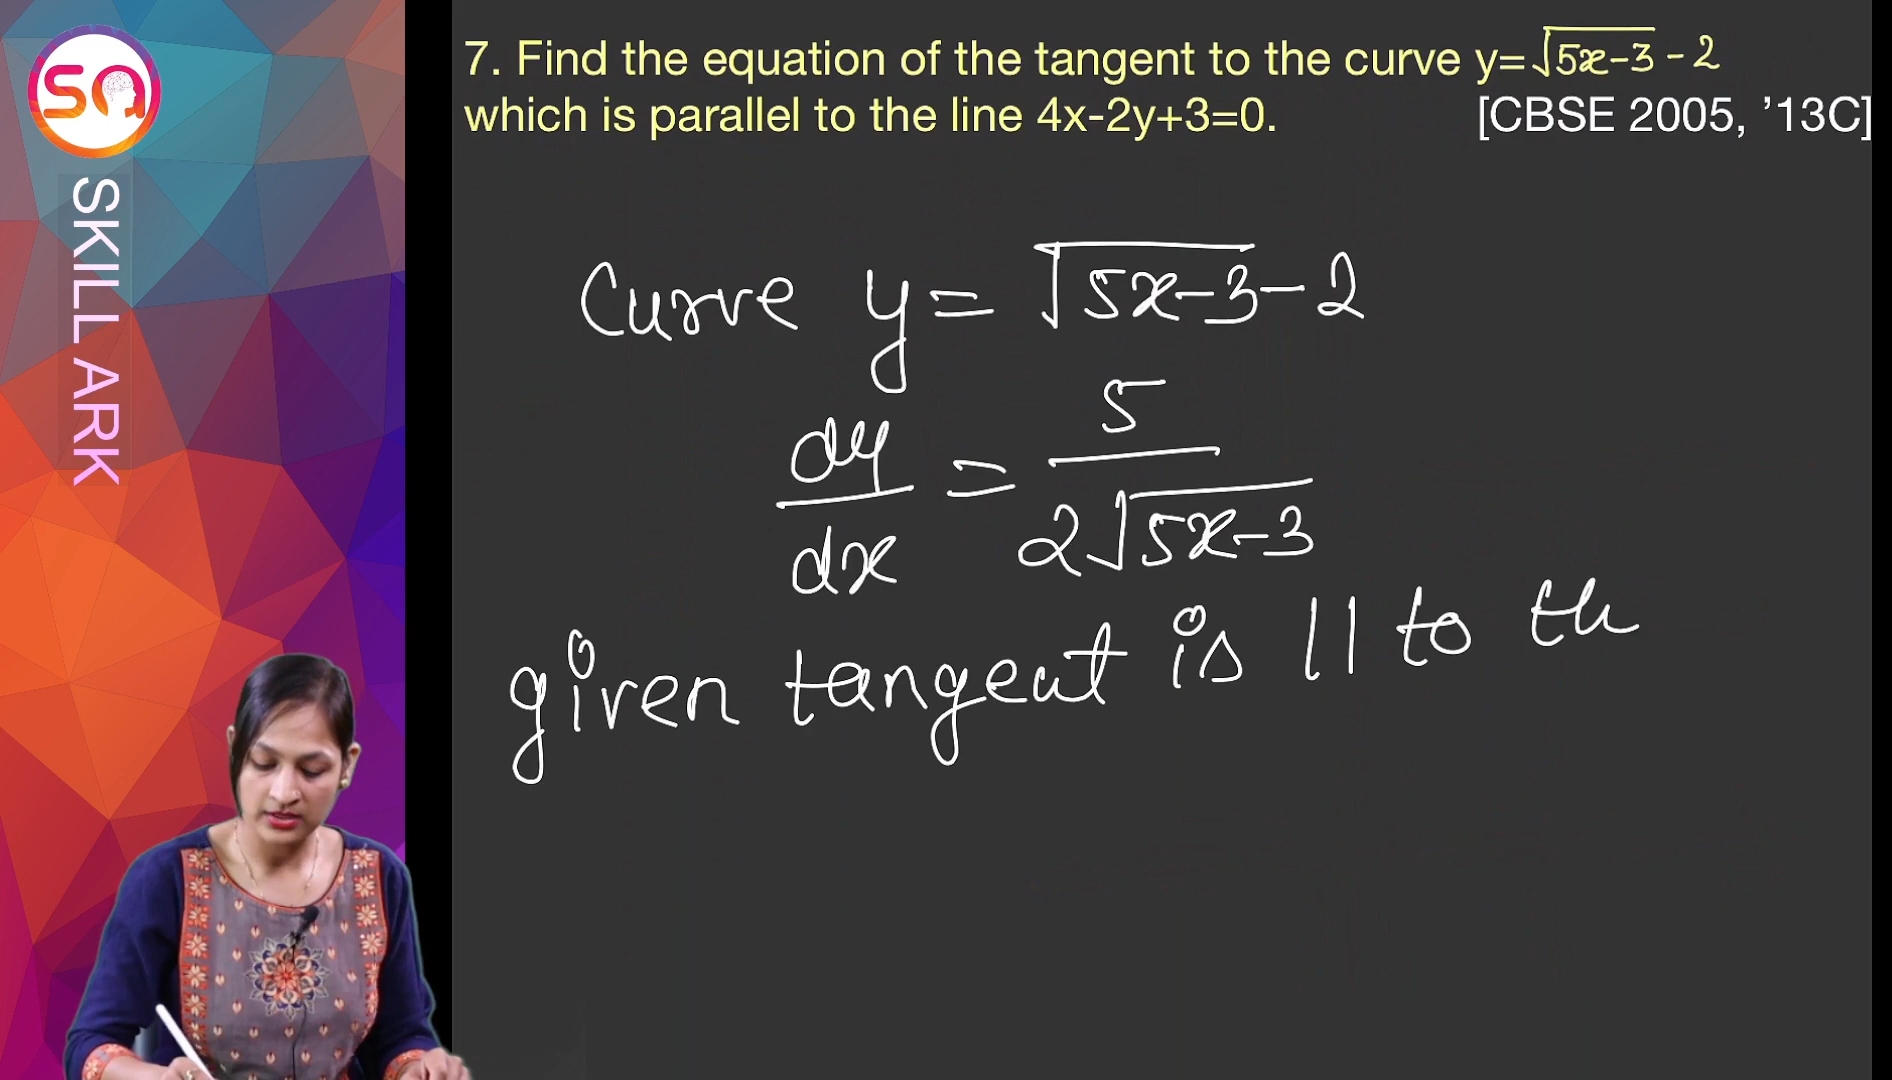 SKILL ARK
7. Find the equation of the tangent to the curve y=√5x-3 - 2
which is parallel to the line 4x-2y+3=0. [CBSE 2005, ’13C]
Curve y = √5x-3 - 2
dy/dx = 5/2√5x-3
given tangent is || to th